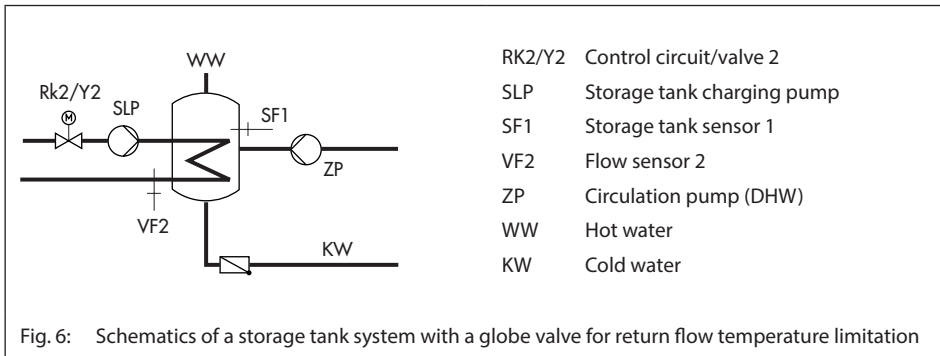 WW
Rk2/Y2
M
SLP
SF1
ZP
VF2
KW
RK2/Y2 Control circuit/valve 2
SLP Storage tank charging pump
SF1 Storage tank sensor 1
VF2 Flow sensor 2
ZP Circulation pump (DHW)
WW Hot water
KW Cold water
Fig. 6: Schematics of a storage tank system with a globe valve for return flow temperature limitation